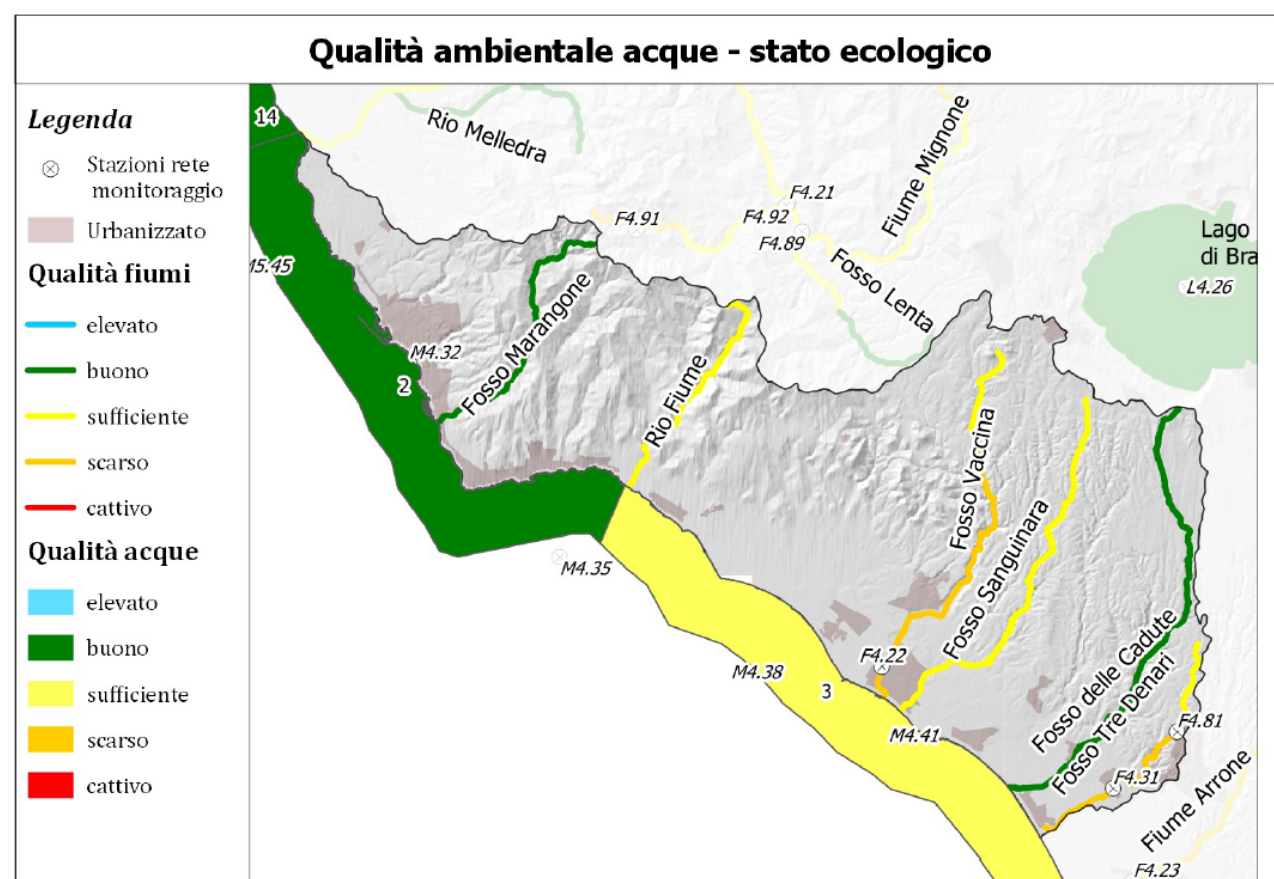 Qualità ambientale acque - stato ecologico
Legenda
Stazioni rete
monitoraggio
Urbanizzato
Qualità fiumi
elevato
buono
sufficiente
scarso
cattivo
Qualità acque
elevato
buono
sufficiente
scarso
cattivo
14
Rio Melledra
Fiume Mignone
F4.21
F4.91
F4.92
F4.89
Fosso Lenta
Lago
di Bra
L4.26
M5.45
M4.32
2
Fosso Marangone
Rio Fiume
Fosso Vaccina
Fosso Sanguinara
M4.35
F4.22
M4.38
3
M4.41
Fosso delle Cadute
Fosso Tre Denari
F4.81
F4.31
Fiume Arrone
F4.23